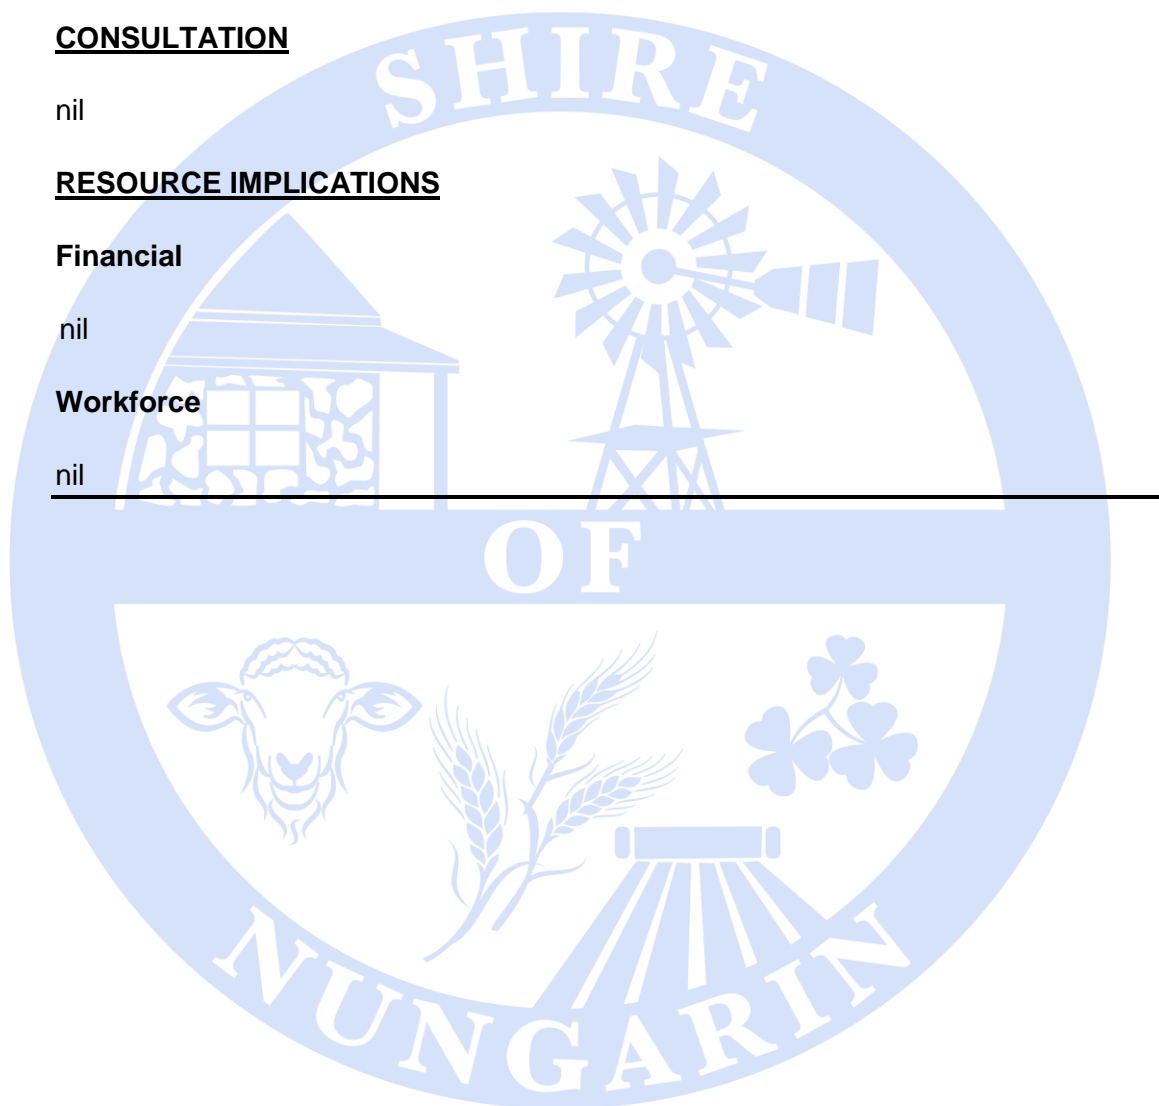 CONSULTATION
nil
RESOURCE IMPLICATIONS
Financial
nil
Workforce
nil
SHIRE
OF
NUNGARIN